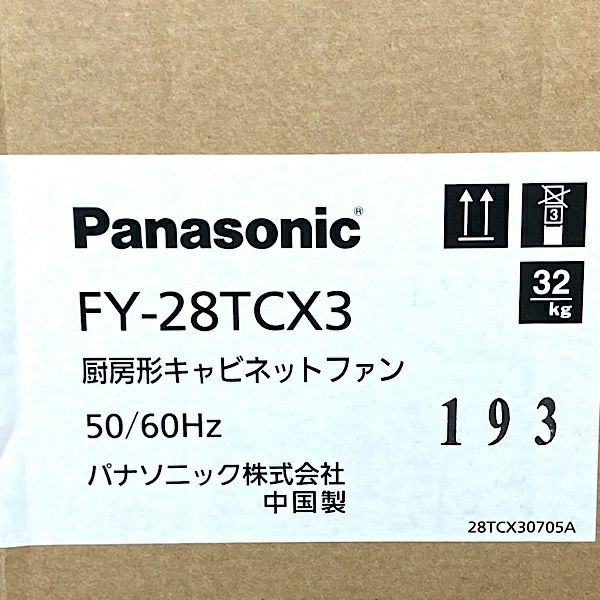 Panasonic®
3
FY-28TCX3
32
kg
厨房形キャビネットファン
50/60Hz
193
パナソニック株式会社
中国製
28TCX30705A